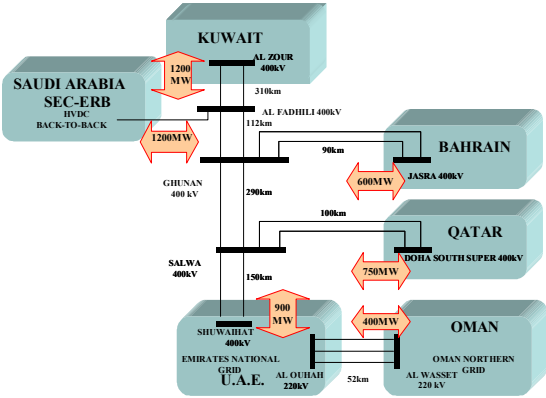 KUWAIT
AL ZOUR
400kV
1200
MW
310km
SAUDI ARABIA
SEC-ERB
HVDC
BACK-TO-BACK
AL FADHILI 400kV
112km
1200MW
90km
BAHRAIN
JASRA 400kV
600MW
GHUNAN
400 kV
290km
100km
QATAR
DOHA SOUTH SUPER 400kV
750MW
SALWA
400kV
150km
900
MW
400MW
SHUWAIHAT
400kV
EMIRATES NATIONAL
GRID
U.A.E.
AL OUHAH
220kV
52km
OMAN
OMAN NORTHERN
GRID
AL WASSET
220 kV